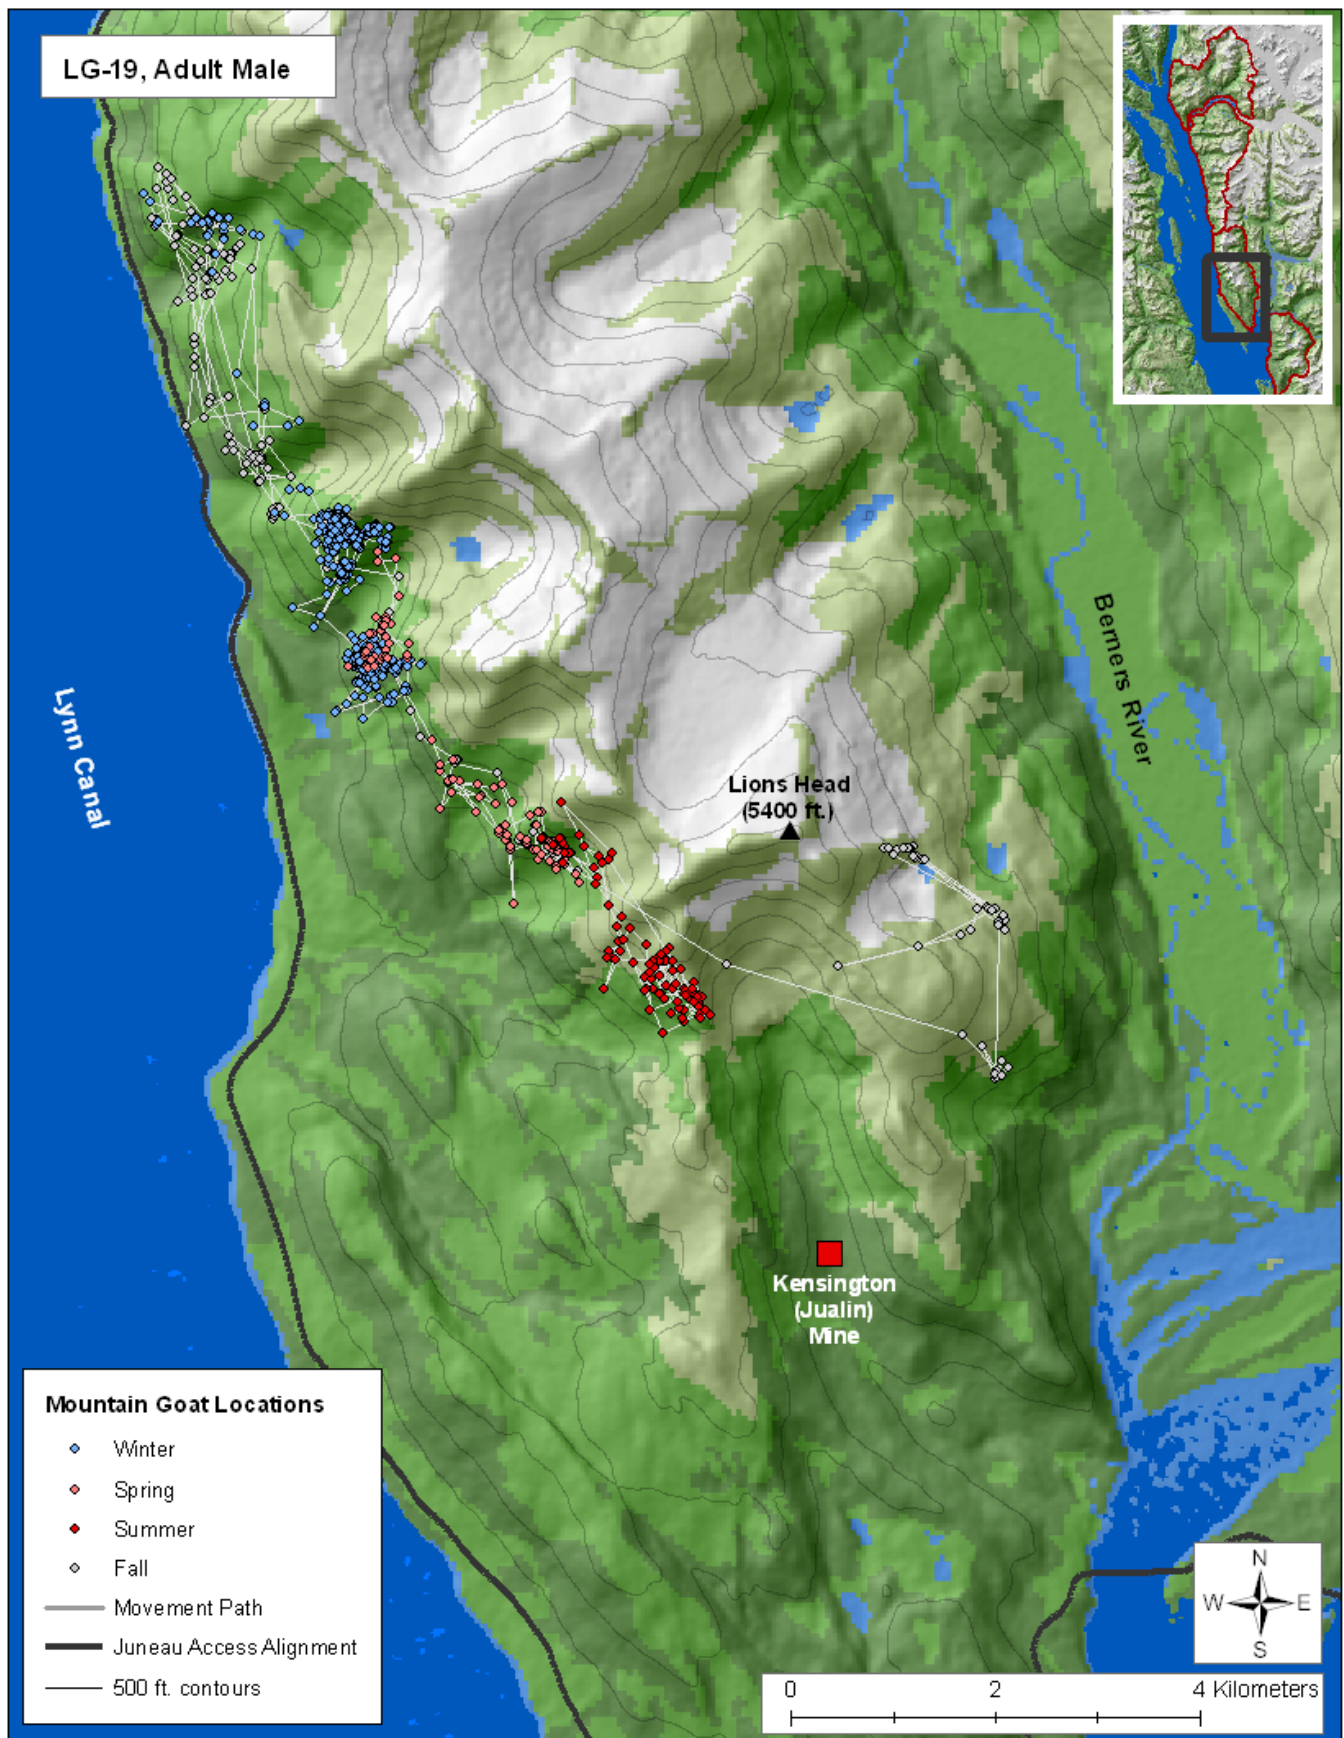 LG-19, Adult Male
Lynn Canal
Berners River
Lions Head
(5400 ft.)
Kensington
(Jualin)
Mine
Mountain Goat Locations
Winter
Spring
Summer
Fall
Movement Path
Juneau Access Alignment
500 ft. contours
N
W E
S
0 2 4 Kilometers